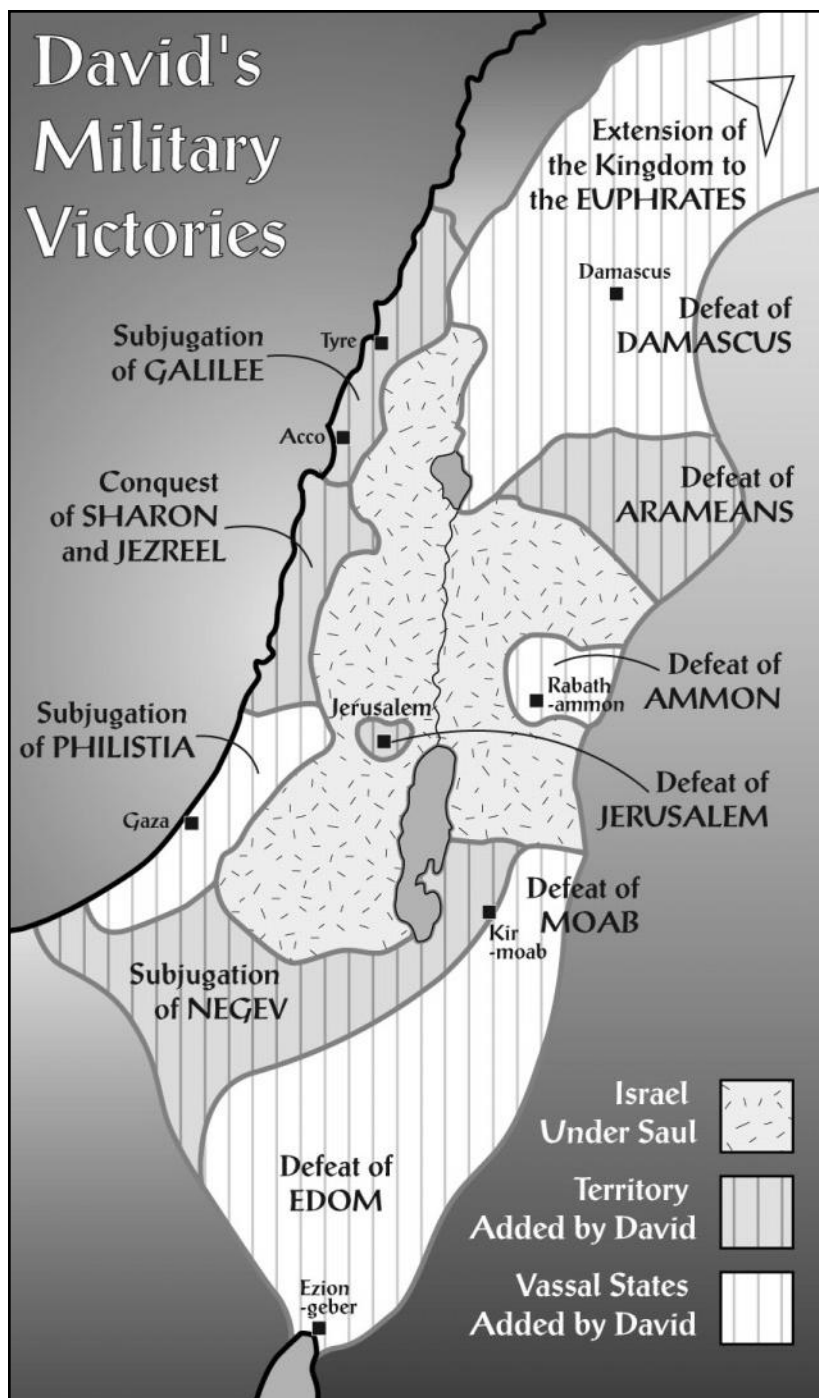 David's
Military
Victories
Extension of
the Kingdom to
the EUPHRATES
Damascus
Defeat of
DAMASCUS
Subjugation
of GALILEE
Tyre
Acco
Conquest
of SHARON
and JEZREEL
Defeat of
ARAMEANS
Defeat of
AMMON
Rabath
-ammon
Jerusalem
Subjugation
of PHILISTIA
Defeat of
JERUSALEM
Gaza
Defeat of
MOAB
Kir
-moab
Subjugation
of NEGEV
Defeat of
EDOM
Ezion
-geber
Israel
Under Saul
Territory
Added by David
Vassal States
Added by David